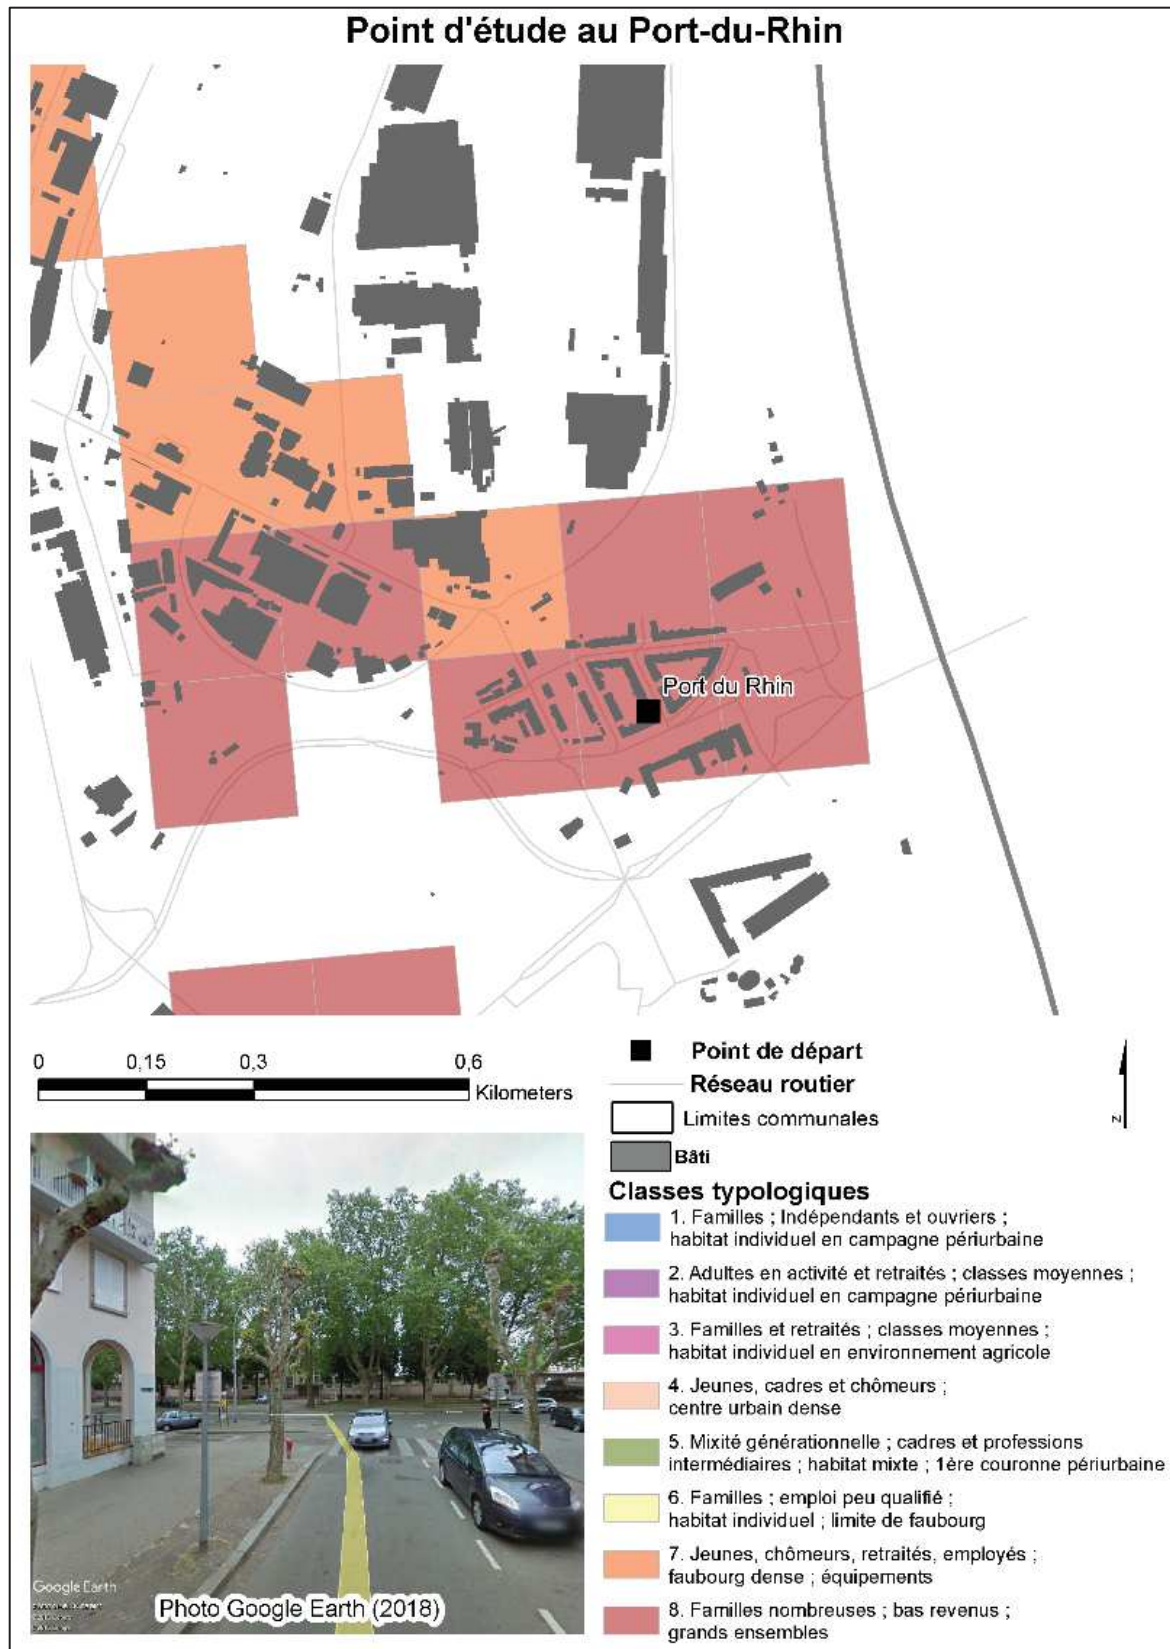 Point d'étude au Port-du-Rhin
Port du Rhin
0 0,15 0,3 0,6
Kilometers
Point de départ
Réseau routier
Limites communales
Bâti
N
Classes typologiques
1. Familles ; Indépendants et ouvriers ;
habitat individuel en campagne périurbaine
2. Adultes en activité et retraités ; classes moyennes ;
habitat individuel en campagne périurbaine
3. Familles et retraités ; classes moyennes ;
habitat individuel en environnement agricole
4. Jeunes, cadres et chômeurs ;
centre urbain dense
5. Mixité générationnelle ; cadres et professions
intermédiaires ; habitat mixte ; 1ère couronne périurbaine
6. Familles ; emploi peu qualifié ;
habitat individuel ; limite de faubourg
7. Jeunes, chômeurs, retraités, employés ;
faubourg dense ; équipements
8. Familles nombreuses ; bas revenus ;
grands ensembles
Google Earth
Photo Google Earth (2018)